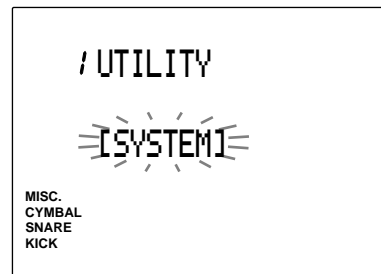 1 UTILITY
[SYSTEM]
MISC.
CYMBAL
SNARE
KICK